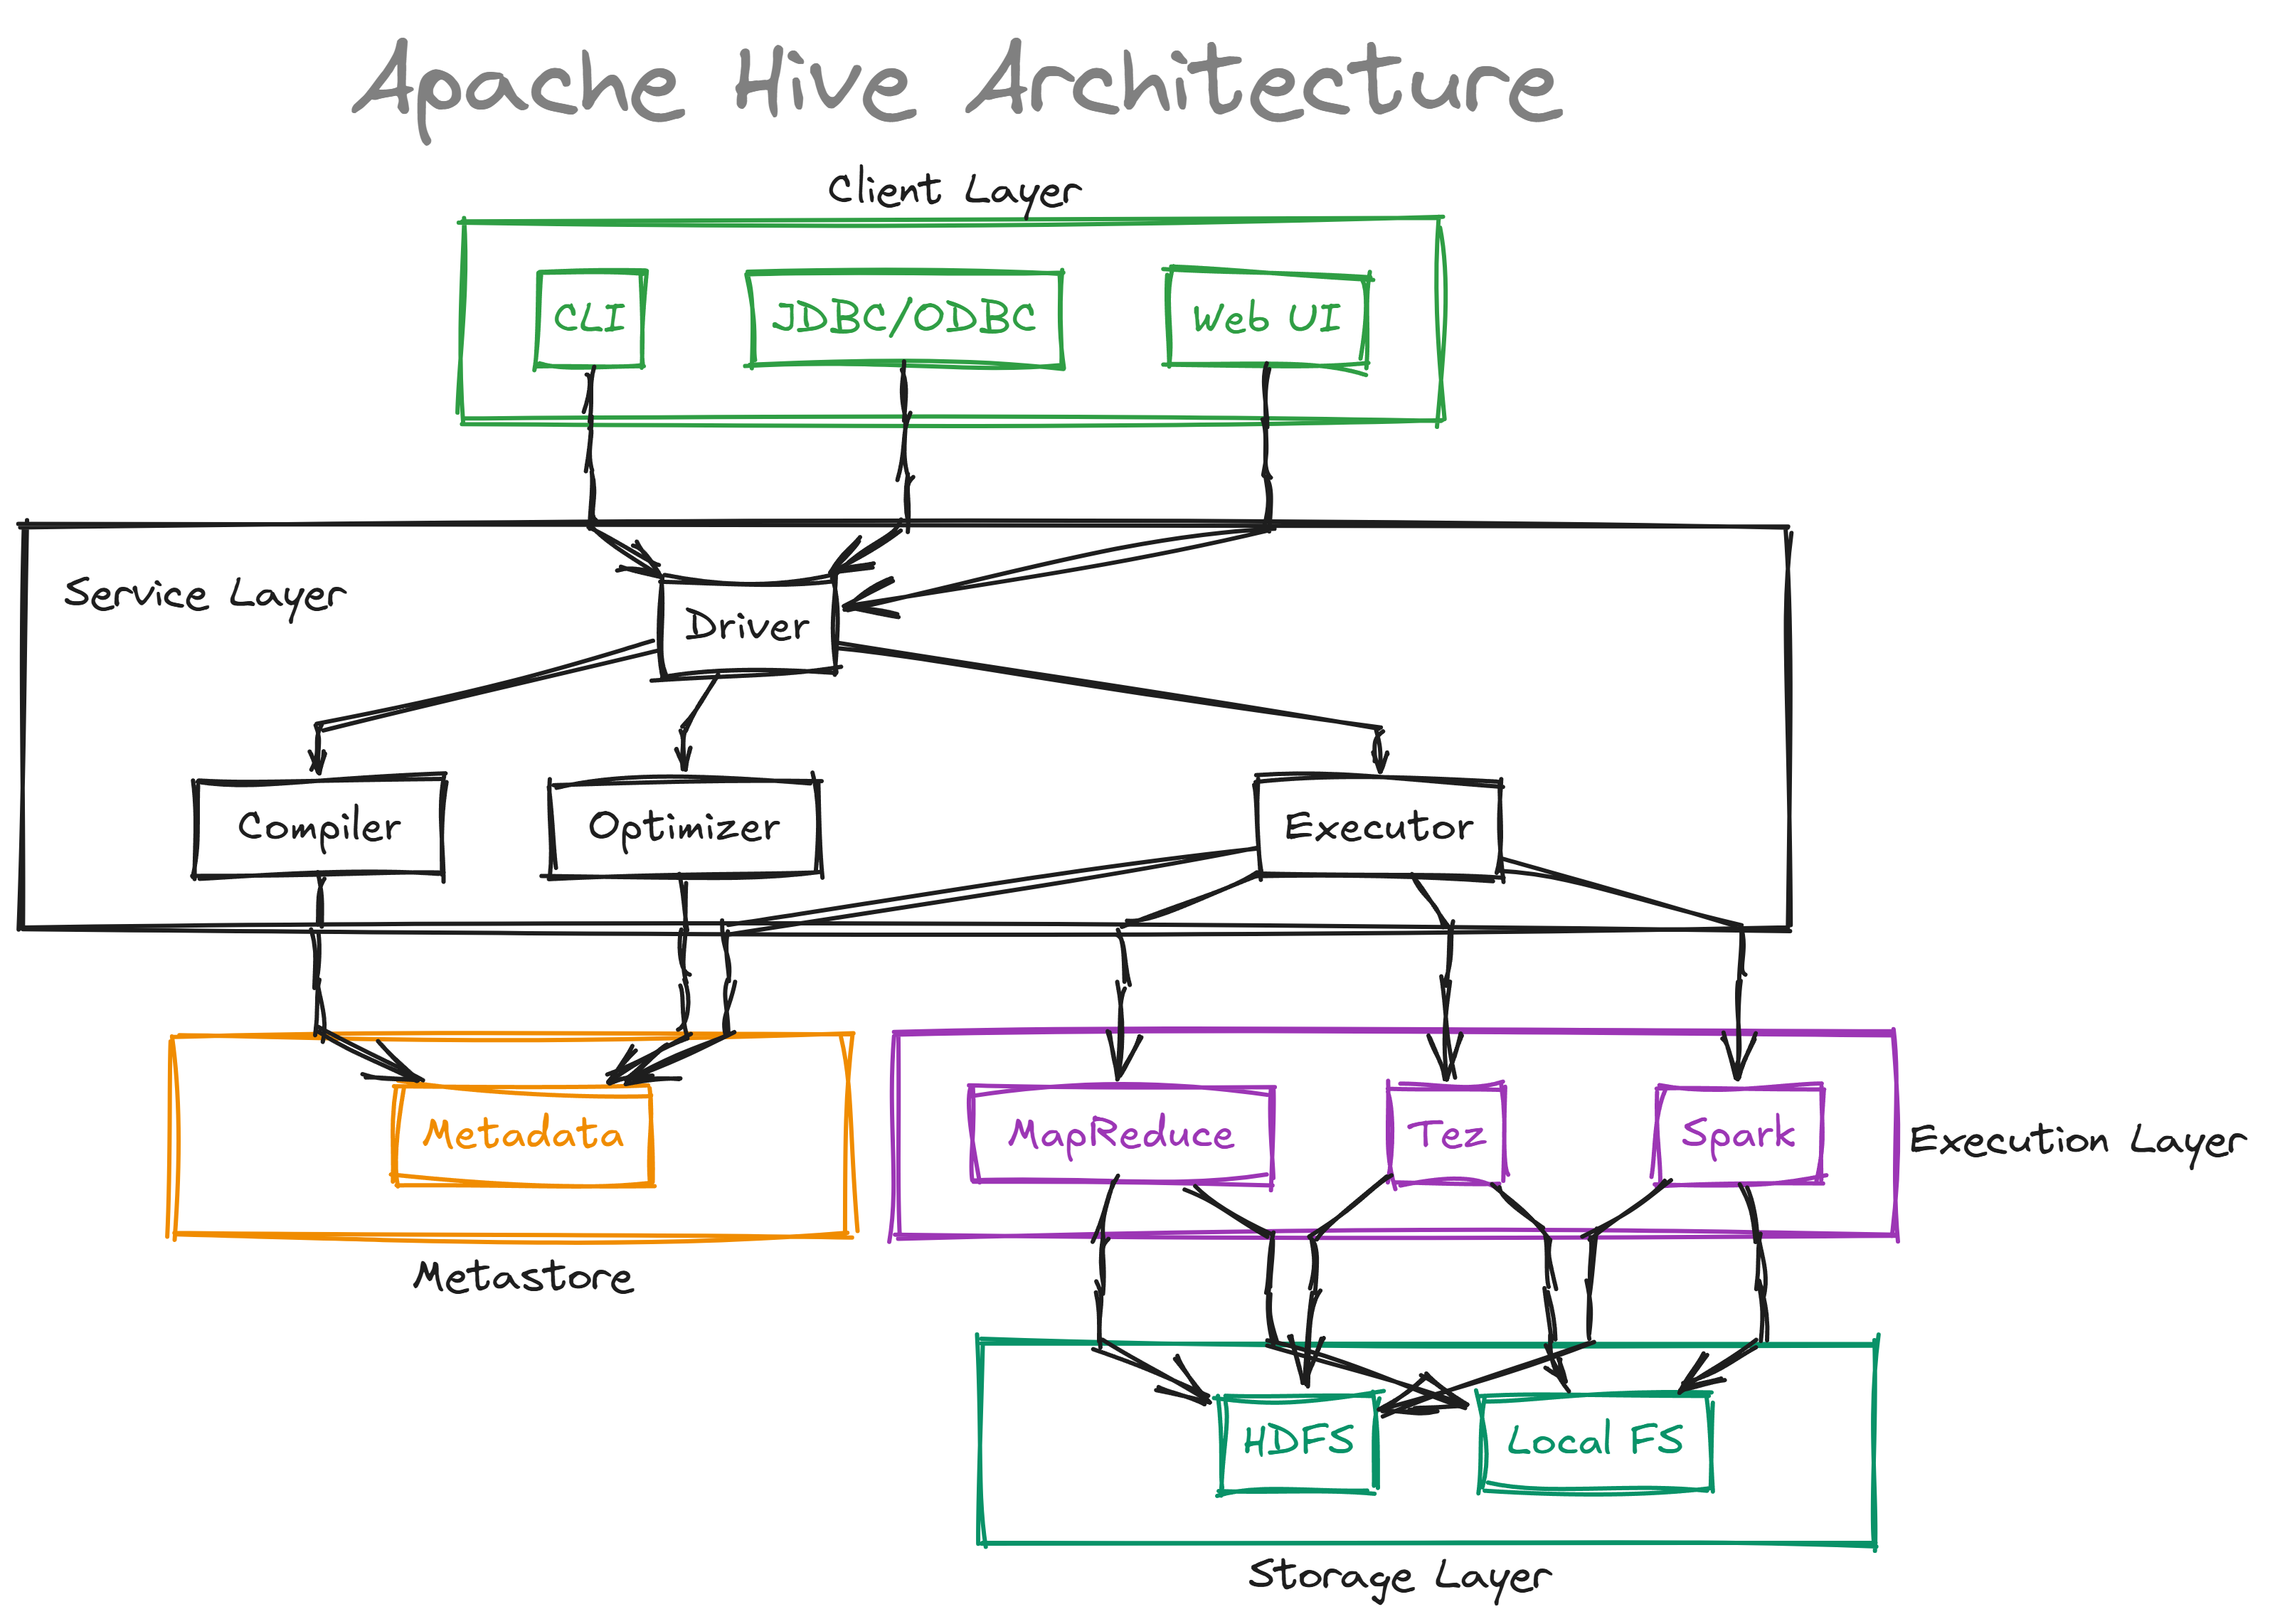 Apache Hive Architecture
Client Layer
CLI
JDBC/ODBC
Web UI
Service Layer
Driver
Compiler
Optimizer
Executor
Metadata
MapReduce
Tez
Spark
Execution Layer
Metastore
HDFS
Local FS
Storage Layer